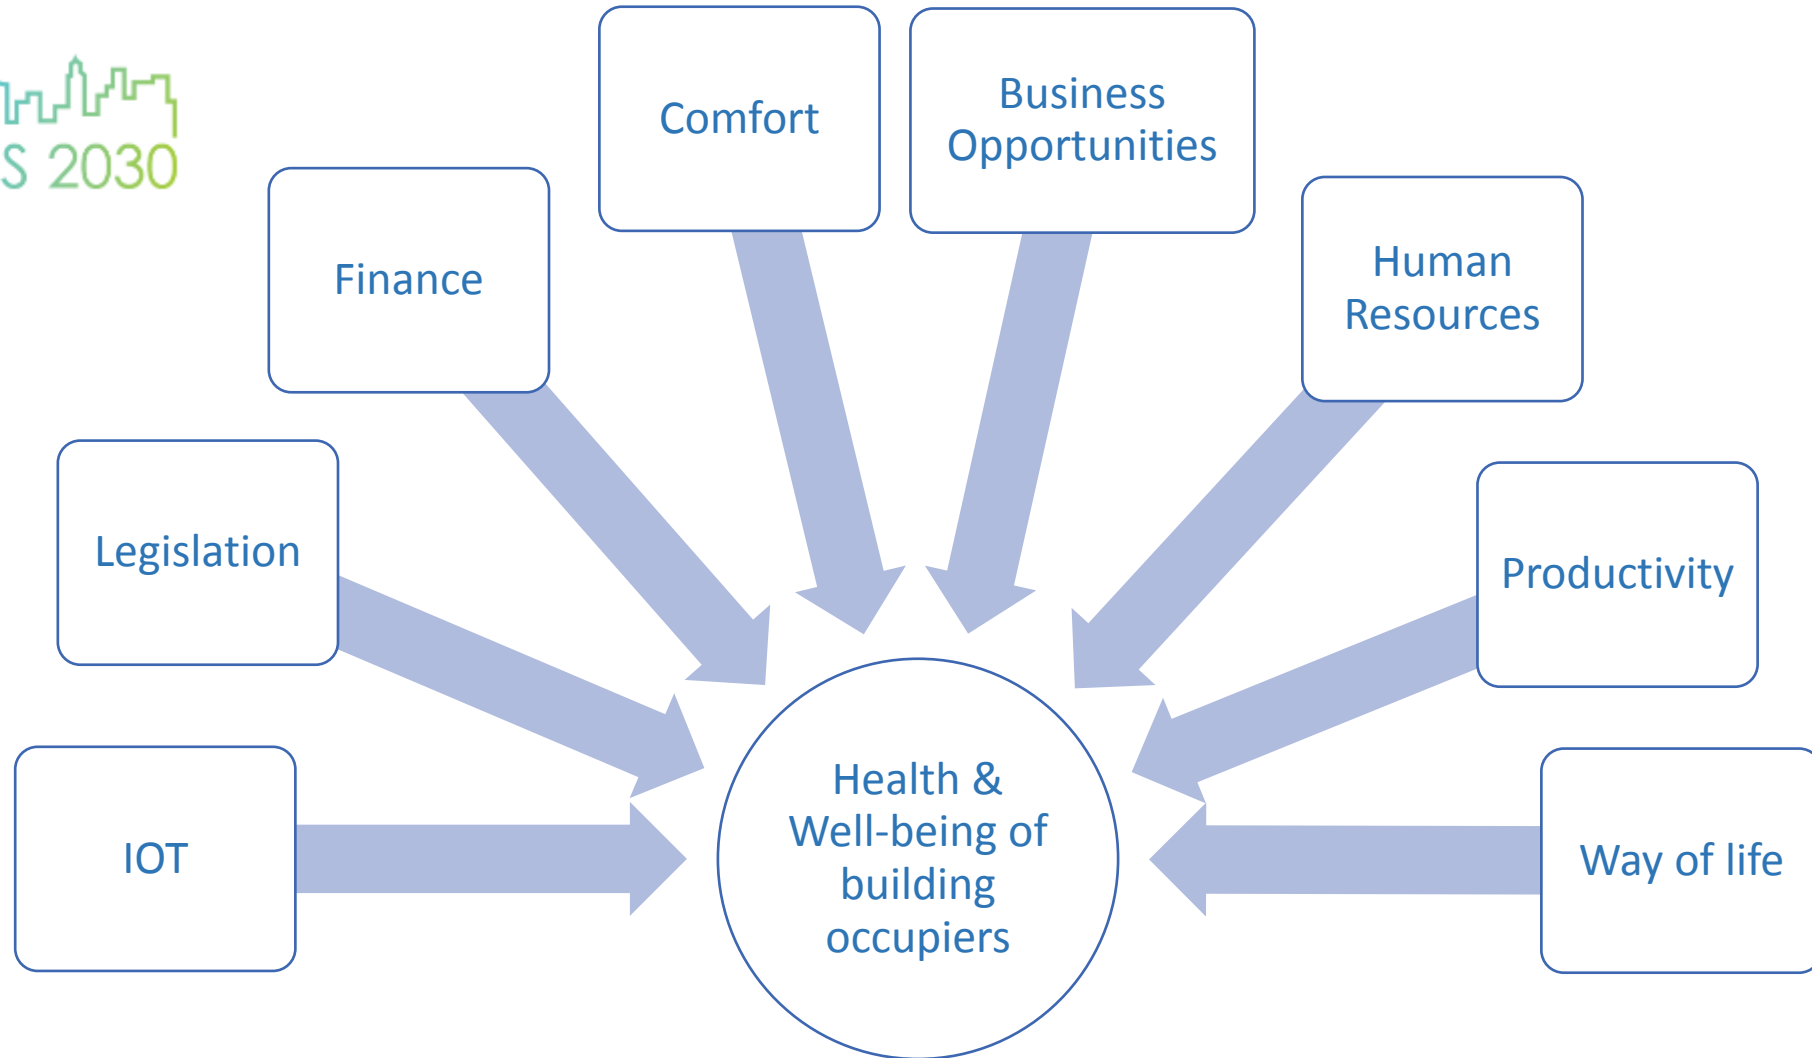 S 2030
Comfort
Business
Opportunities
Finance
Human
Resources
Legislation
Productivity
Health &
Well-being of
building
occupiers
IOT
Way of life